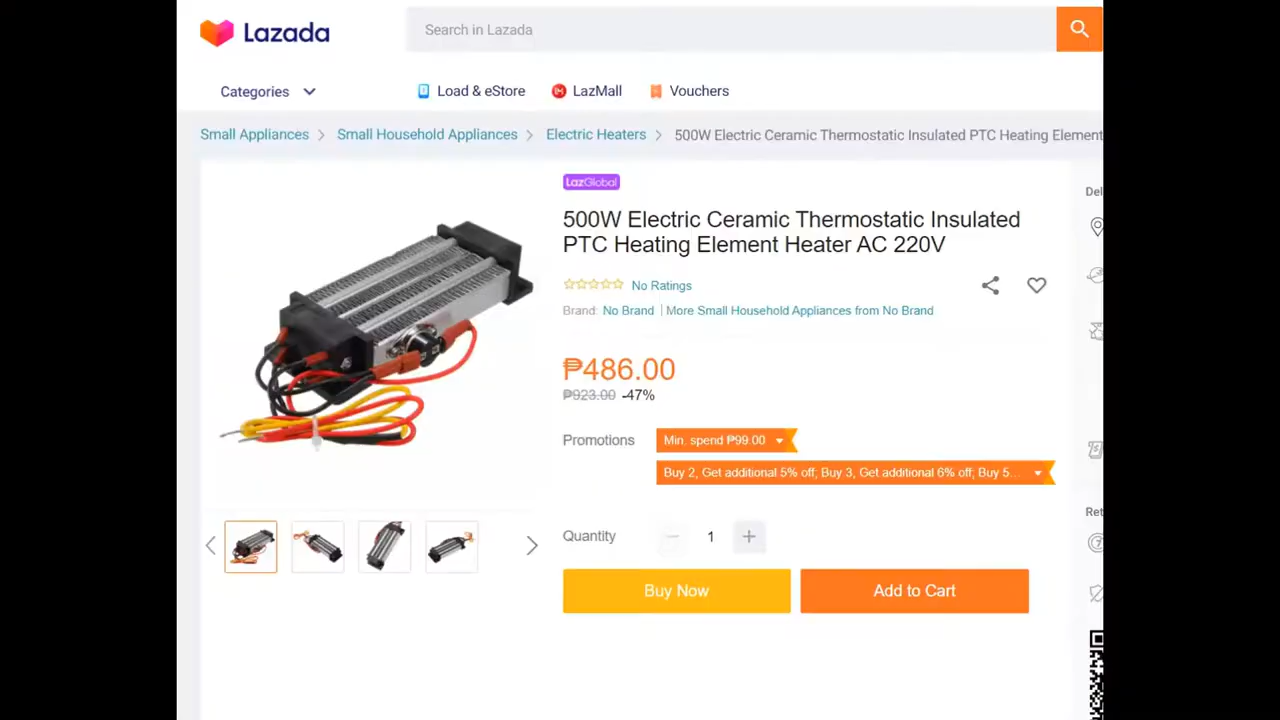 Lazada
Search in Lazada
Categories
Load & eStore
LazMall
Vouchers
Small Appliances
Small Household Appliances
Electric Heaters
500W Electric Ceramic Thermostatic Insulated PTC Heating Element
LazGlobal
Del
500W Electric Ceramic Thermostatic Insulated
PTC Heating Element Heater AC 220V
No Ratings
Brand: No Brand | More Small Household Appliances from No Brand
₱486.00
₱923.00 -47%
Promotions
Min. spend ₱99.00
Buy 2, Get additional 5% off; Buy 3, Get additional 6% off; Buy 5...
Ret
Quantity
1
Buy Now
Add to Cart